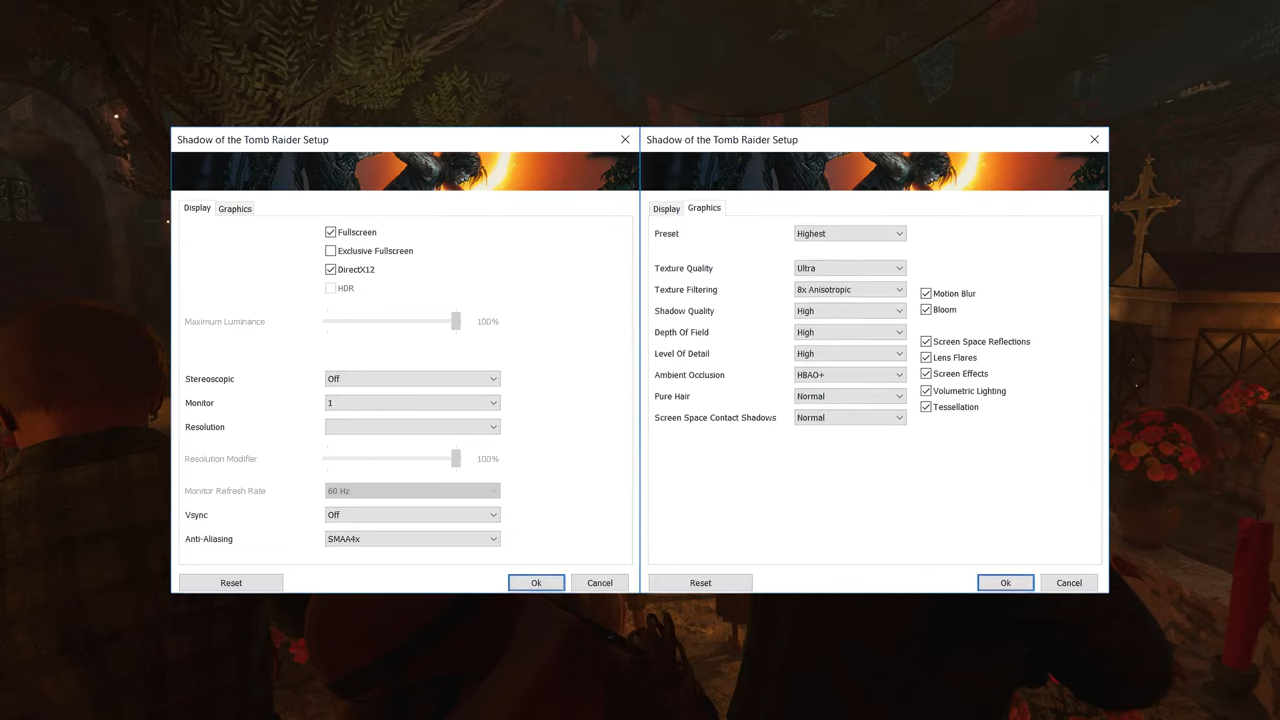 Shadow of the Tomb Raider Setup
Display Graphics
Fullscreen
Exclusive Fullscreen
DirectX12
HDR
Maximum Luminance 100%
Stereoscopic Off
Monitor 1
Resolution
Resolution Modifier 100%
Monitor Refresh Rate 60 Hz
Vsync Off
Anti-Aliasing SMAA4x
Reset Ok Cancel
Shadow of the Tomb Raider Setup
Display Graphics
Preset Highest
Texture Quality Ultra
Texture Filtering 8x Anisotropic
Shadow Quality High
Depth Of Field High
Level Of Detail High
Ambient Occlusion HBAO+
Pure Hair Normal
Screen Space Contact Shadows Normal
Motion Blur
Bloom
Screen Space Reflections
Lens Flares
Screen Effects
Volumetric Lighting
Tessellation
Reset Ok Cancel